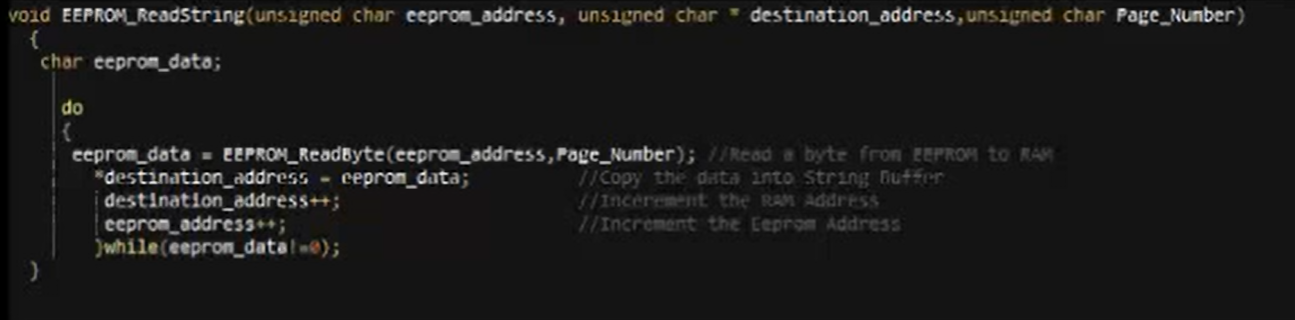 void EEPROM_ReadString(unsigned char eeprom_address, unsigned char * destination_address,unsigned char Page_Number)
{
char eeprom_data;
do
{
eeprom_data = EEPROM_ReadByte(eeprom_address,Page_Number); //Read a byte from EEPROM to RAM
*destination_address = eeprom_data; //Copy the data into String Buffer
destination_address++; //Incerement the RAM Address
eeprom_address++; //Increment the Eeprom Address
}while(eeprom_data!=0);
}